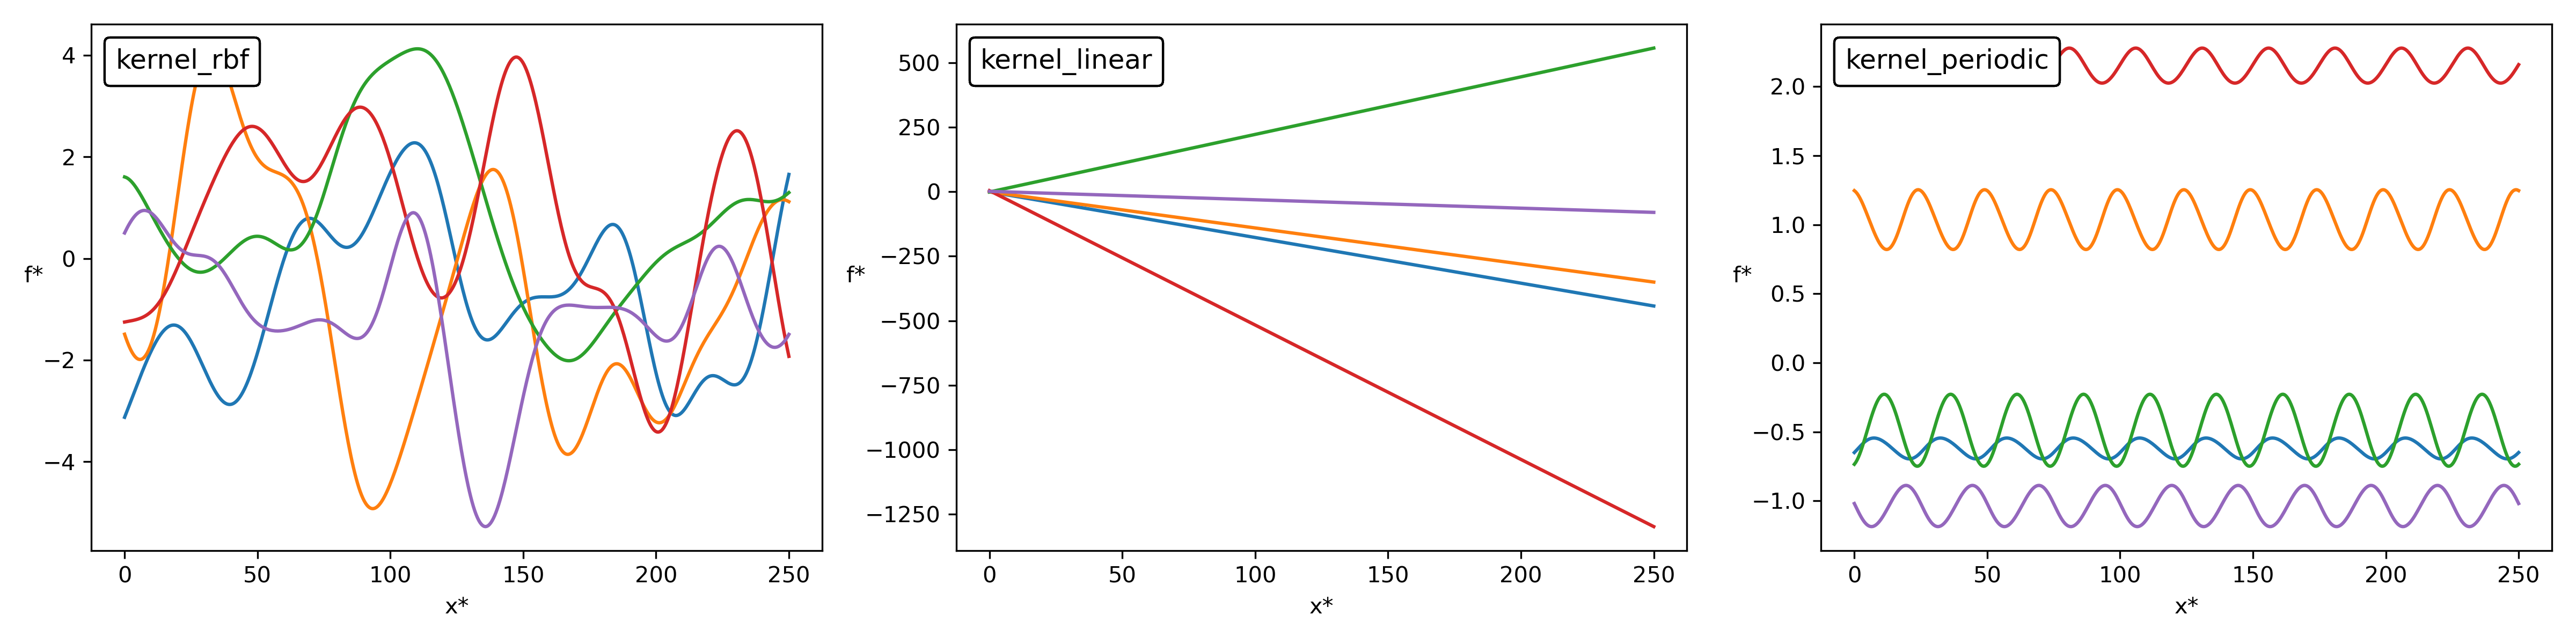 kernel_rbf
4
2
0
−2
−4
f*
0 50 100 150 200 250
x*
kernel_linear
500
250
0
−250
−500
−750
−1000
−1250
f*
0 50 100 150 200 250
x*
kernel_periodic
2.0
1.5
1.0
0.5
0.0
−0.5
−1.0
f*
0 50 100 150 200 250
x*